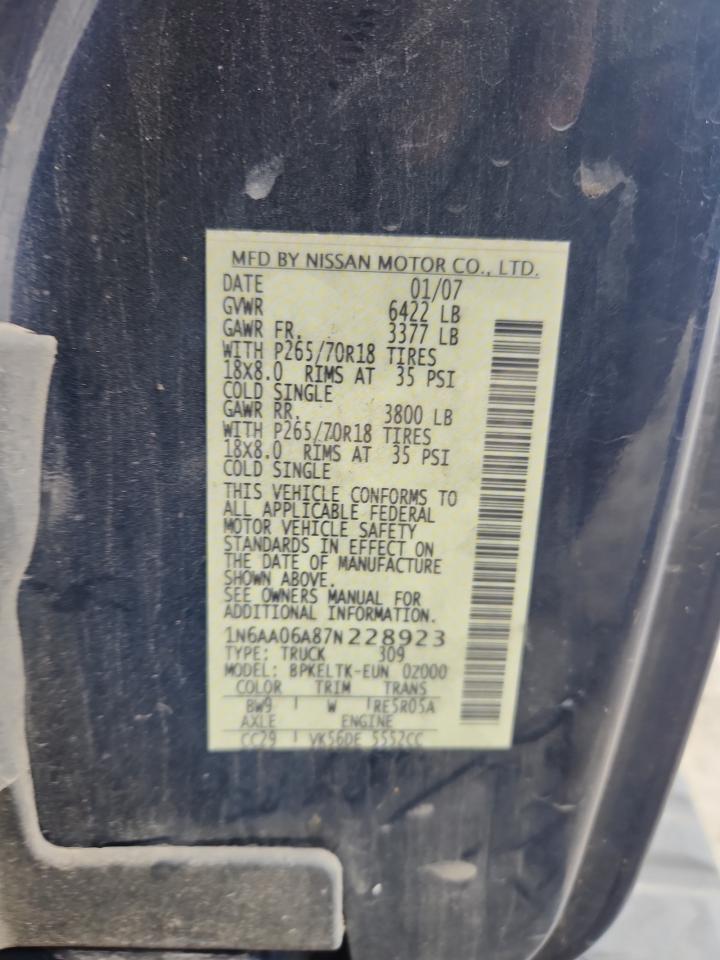 MFD BY NISSAN MOTOR CO., LTD.
DATE 01/07
GVWR 6422 LB
GAWR FR. 3377 LB
WITH P265/70R18 TIRES
18X8.0 RIMS AT 35 PSI
COLD SINGLE
GAWR RR. 3800 LB
WITH P265/70R18 TIRES
18X8.0 RIMS AT 35 PSI
COLD SINGLE
THIS VEHICLE CONFORMS TO
ALL APPLICABLE FEDERAL
MOTOR VEHICLE SAFETY
STANDARDS IN EFFECT ON
THE DATE OF MANUFACTURE
SHOWN ABOVE.
SEE OWNERS MANUAL FOR
ADDITIONAL INFORMATION.
1N6AA06A87N228923
TYPE: TRUCK 309
MODEL: BPKELTK-EUN 02000
COLOR TRIM TRANS
BW9 W RE5R05A
AXLE ENGINE
CC29 VK56DE 5552CC